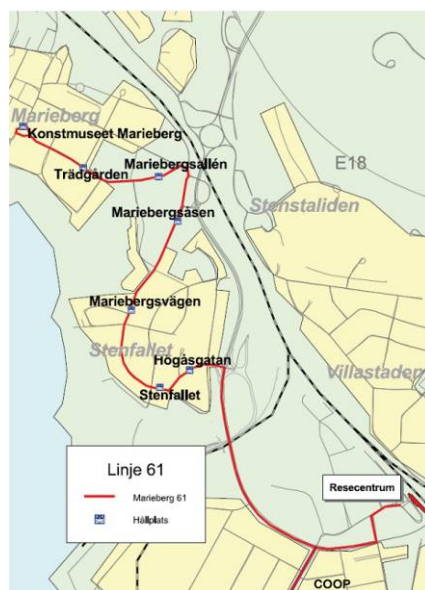 Marieberg
Konstmuseet Marieberg
Mariebergsallén
E18
Trädgården
Mariebergsåsen
Stenstaliden
Mariebergsvägen
Stenfallet
Högåsgatan
Villastaden
Stenfallet
Linje 61
Marieberg 61
Hållplats
Resecentrum
COOP